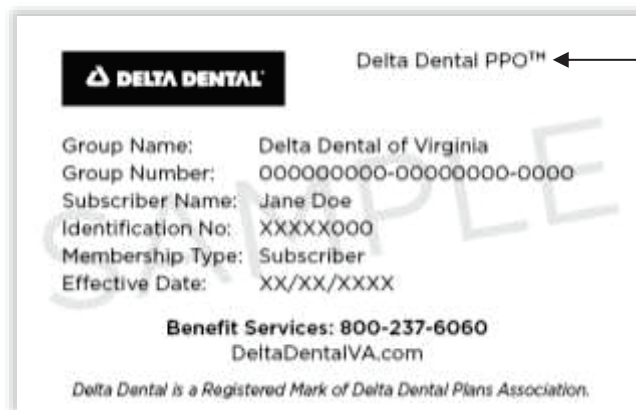 Delta Dental PPO™
DELTA DENTAL®
Group Name: Delta Dental of Virginia
Group Number: 000000000-00000000-0000
Subscriber Name: Jane Doe
Identification No: XXXXX000
Membership Type: Subscriber
Effective Date: XX/XX/XXXX
SAMPLE
Benefit Services: 800-237-6060
DeltaDentalVA.com
Delta Dental is a Registered Mark of Delta Dental Plans Association.